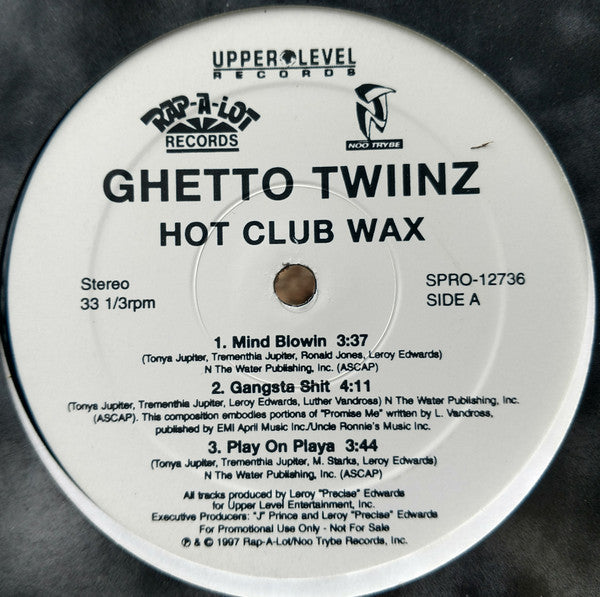 UPPER LEVEL
RECORDS
RAP-A-LOT
RECORDS
NOO TRYBE
GHETTO TWIINZ
HOT CLUB WAX
Stereo
33 1/3rpm
SPRO-12736
SIDE A
1. Mind Blowin 3:37
(Tonya Jupiter, Trementhia Jupiter, Ronald Jones, Leroy Edwards)
N The Water Publishing, Inc. (ASCAP)
2. Gangsta Shit 4:11
(Tonya Jupiter, Trementhia Jupiter, Leroy Edwards, Luther Vandross) N The Water Publishing, Inc.
(ASCAP). This composition embodies portions of "Promise Me" written by L. Vandross,
published by EMI April Music Inc./Uncle Ronnie's Music Inc.
3. Play On Playa 3:44
(Tonya Jupiter, Trementhia Jupiter, M. Starks, Leroy Edwards)
N The Water Publishing, Inc. (ASCAP)
All tracks produced by Leroy "Precise" Edwards
for Upper Level Entertainment, Inc.
Executive Producers: "J" Prince and Leroy "Precise" Edwards
For Promotional Use Only - Not For Sale
℗ & © 1997 Rap-A-Lot/Noo Trybe Records, Inc.